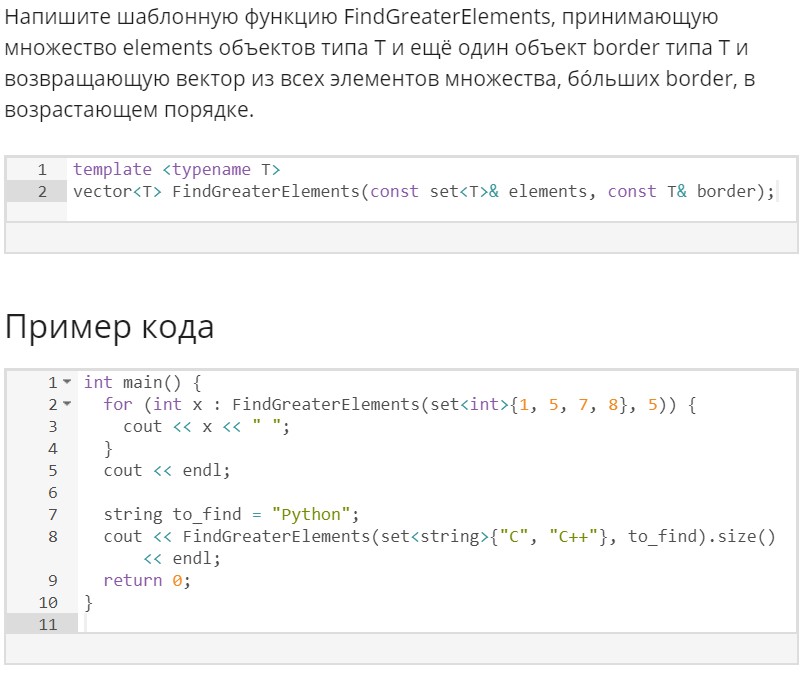 Напишите шаблонную функцию FindGreaterElements, принимающую
множество elements объектов типа T и ещё один объект border типа T и
возвращающую вектор из всех элементов множества, бо́льших border, в
возрастающем порядке.
1 template <typename T>
2 vector<T> FindGreaterElements(const set<T>& elements, const T& border);
Пример кода
1 int main() {
2 for (int x : FindGreaterElements(set<int>{1, 5, 7, 8}, 5)) {
3 cout << x << " ";
4 }
5 cout << endl;
6
7 string to_find = "Python";
8 cout << FindGreaterElements(set<string>{"C", "C++"}, to_find).size()
<< endl;
9 return 0;
10 }
11